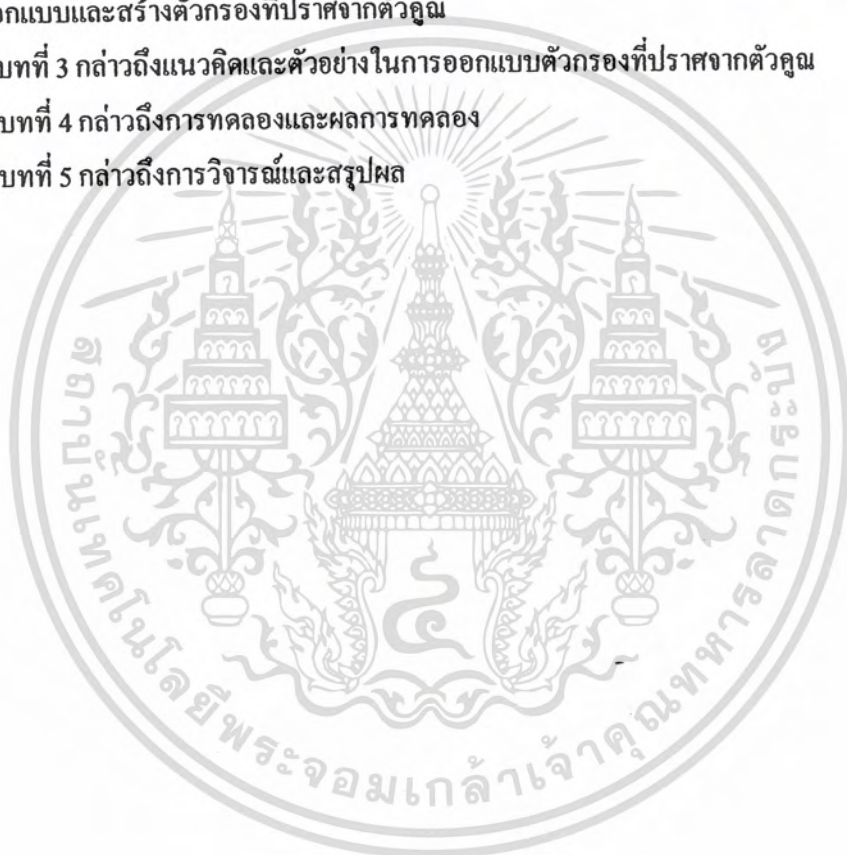 อกแบบและสร้างตัวกรองที่ปราศจากตัวคูณ
บทที่ 3 กล่าวถึงแนวคิดและตัวอย่างในการออกแบบตัวกรองที่ปราศจากตัวคูณ
บทที่ 4 กล่าวถึงการทดลองและผลการทดลอง
บทที่ 5 กล่าวถึงการวิจารณ์และสรุปผล
สถาบันเทคโนโลยีพระจอมเกล้าเจ้าคุณทหารลาดกระบัง